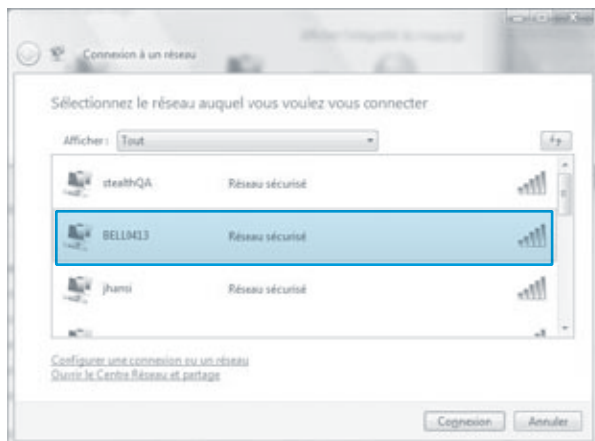 Connexion à un réseau
Sélectionnez le réseau auquel vous voulez vous connecter
Afficher : Tout
stealthQA Réseau sécurisé
BELL0413 Réseau sécurisé
jhansi Réseau sécurisé
Configurer une connexion ou un réseau
Ouvrir le Centre Réseau et partage
Connexion Annuler